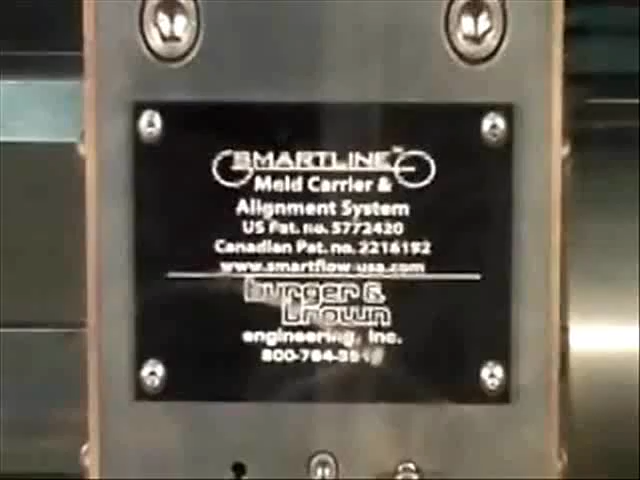 SMARTLINE™
Mold Carrier &
Alignment System
US Pat. no. 5772420
Canadian Pat. no. 2216192
www.smartflow-usa.com
burger &
brown
engineering, inc.